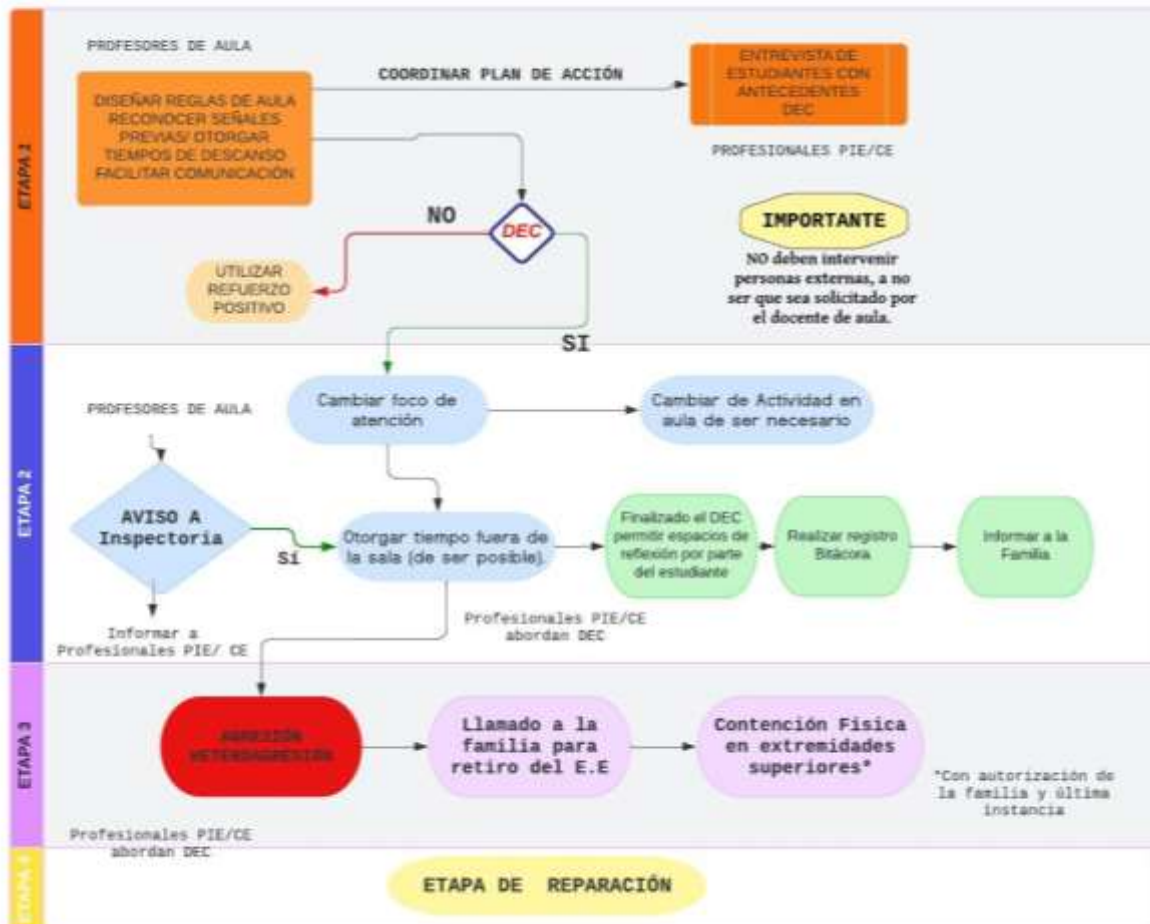 ETAPA 1
PROFESORES DE AULA
DISEÑAR REGLAS DE AULA
RECONOCER SEÑALES
PREVIAS/ OTORGAR
TIEMPOS DE DESCANSO
FACILITAR COMUNICACIÓN
COORDINAR PLAN DE ACCIÓN
ENTREVISTA DE
ESTUDIANTES CON
ANTECEDENTES
DEC
PROFESIONALES PIE/CE
DEC
NO
UTILIZAR
REFUERZO
POSITIVO
IMPORTANTE
NO deben intervenir
personas externas, a no
ser que sea solicitado por
el docente de aula.
SI
ETAPA 2
PROFESORES DE AULA
Cambiar foco de
atención
Cambiar de Actividad en
aula de ser necesario
AVISO A
Inspectoria
Sí
Otorgar tiempo fuera de
la sala (de ser posible).
Finalizado el DEC
permitir espacios de
reflexión por parte
del estudiante
Realizar registro
Bitácora
Informar a la
Familia
Informar a
Profesionales PIE/ CE
Profesionales PIE/CE
abordan DEC
ETAPA 3
AGRESIÓN
HETEROAGRESIÓN
Llamado a la
familia para
retiro del E.E
Contención Física
en extremidades
superiores*
*Con autorización de
la familia y última
instancia
Profesionales PIE/CE
abordan DEC
ETAPA 4
ETAPA DE REPARACIÓN